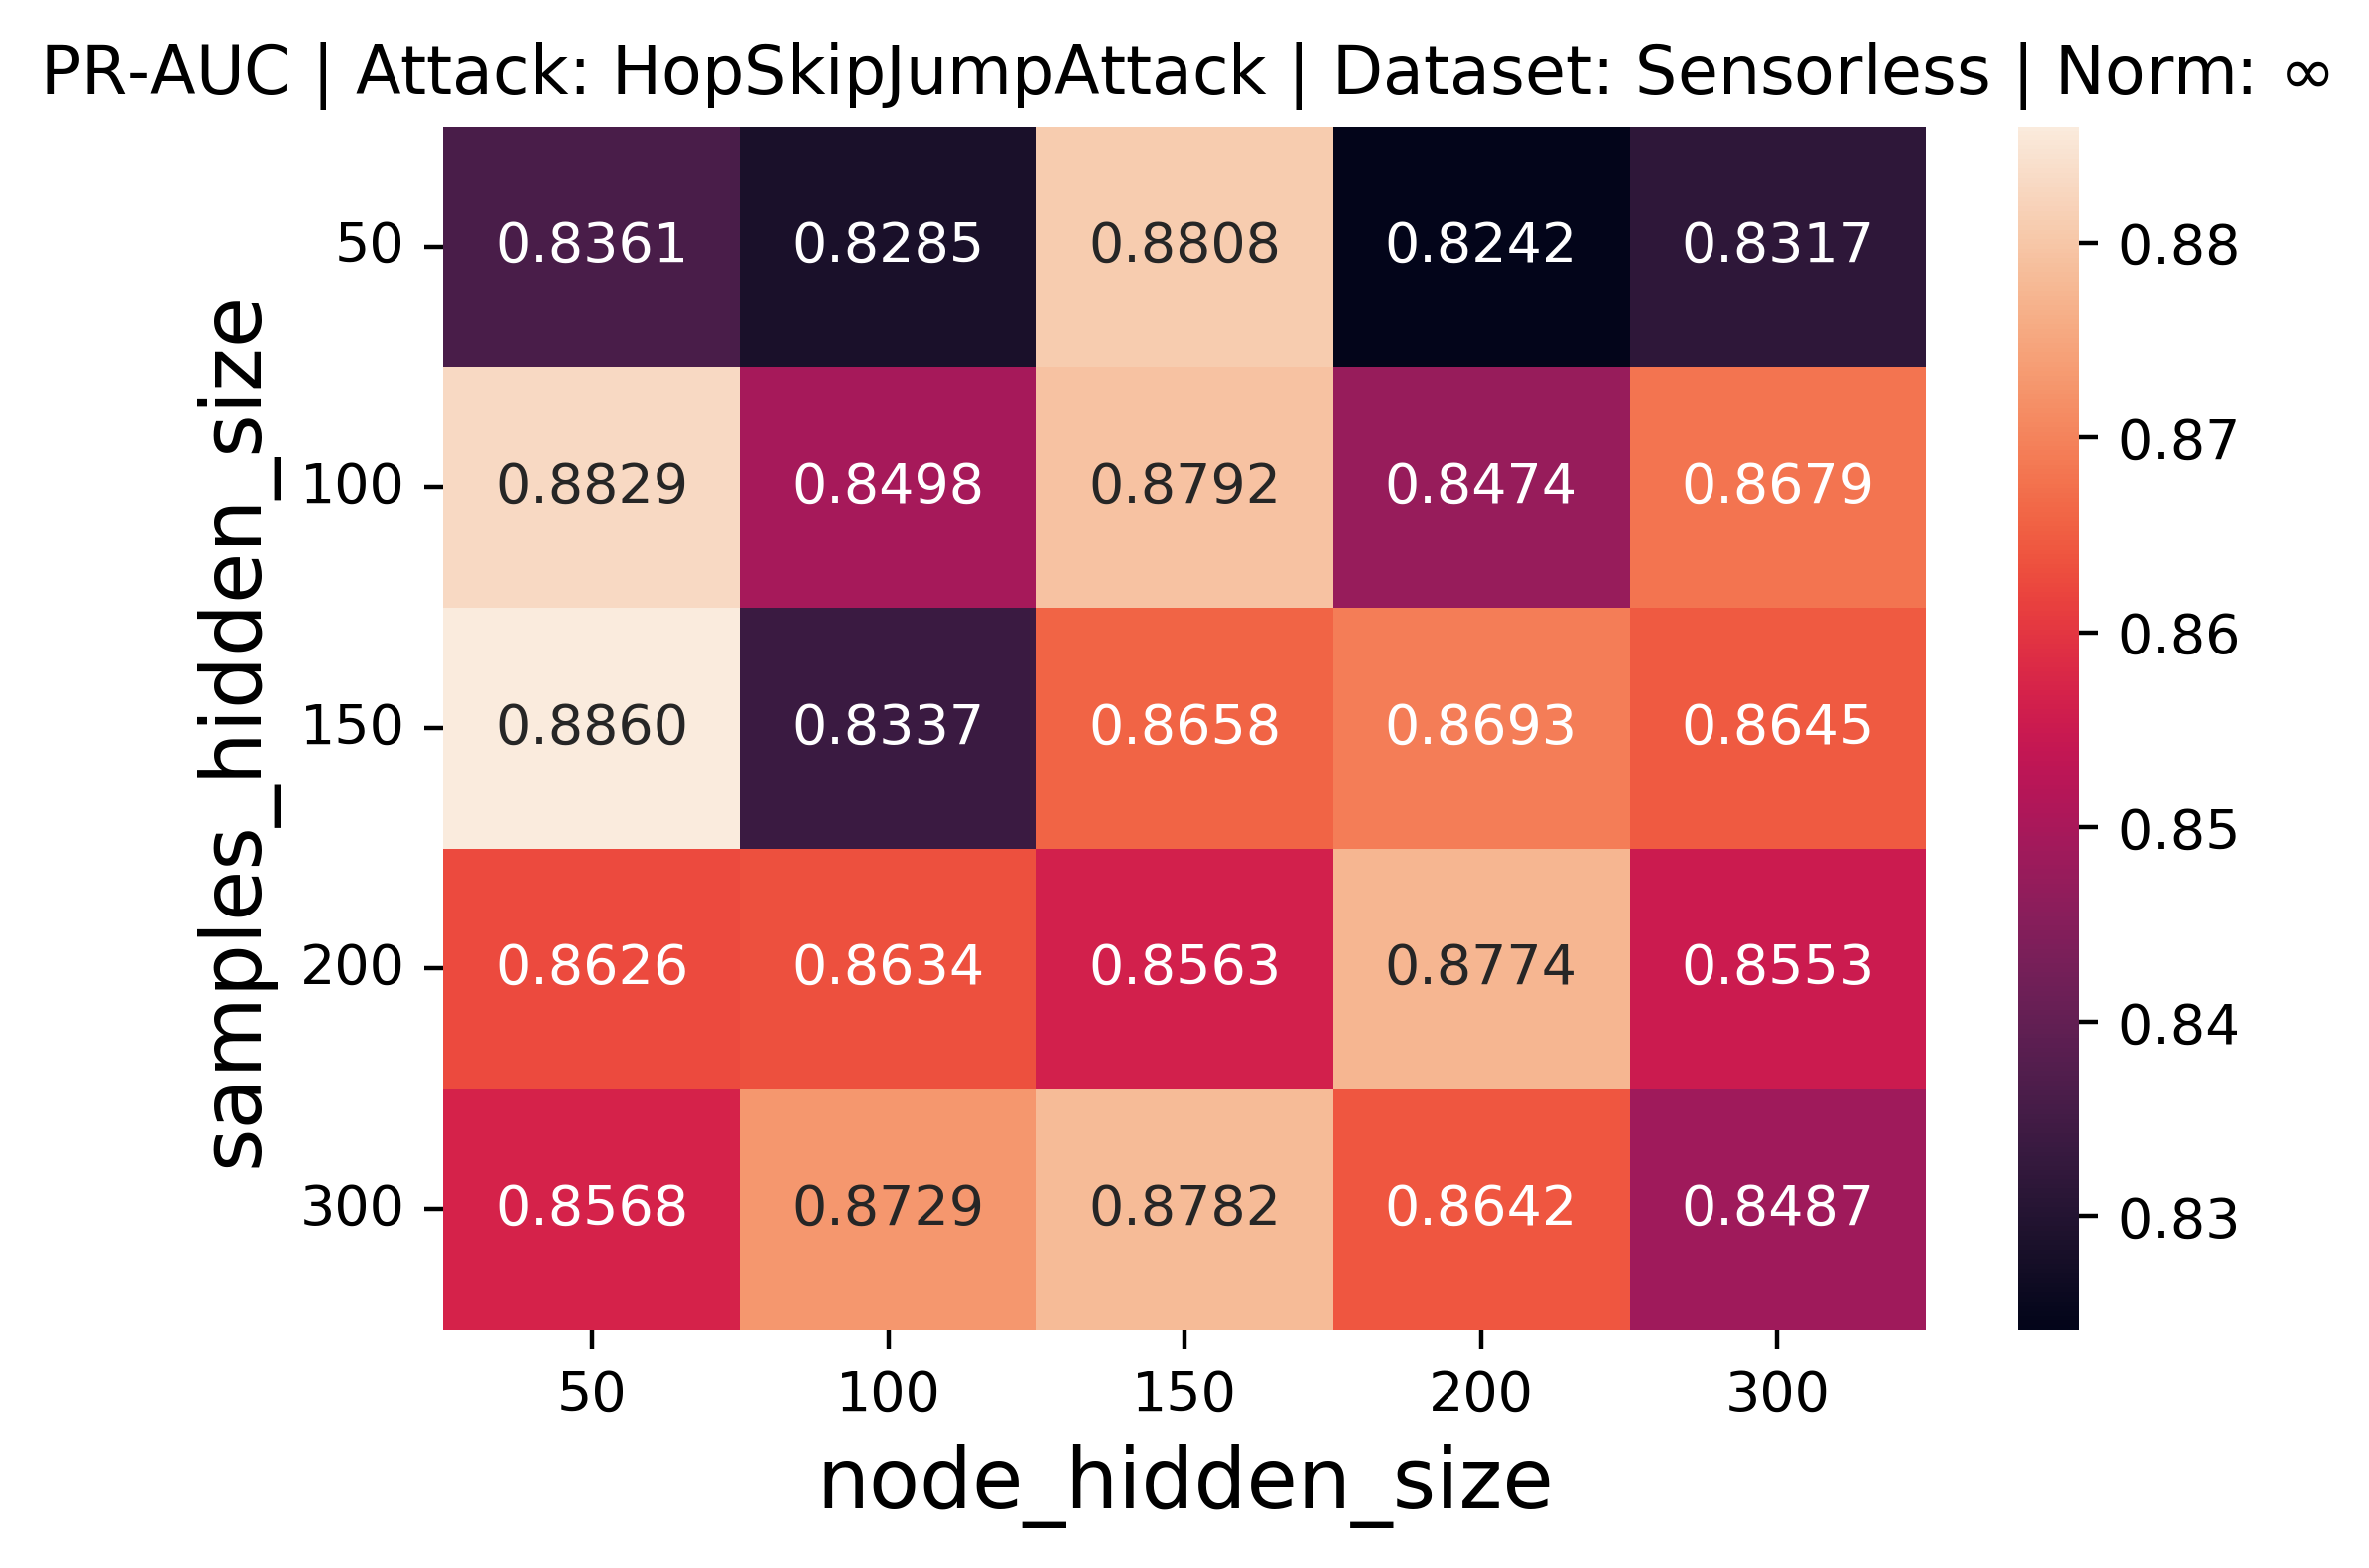 PR-AUC | Attack: HopSkipJumpAttack | Dataset: Sensorless | Norm: ∞
samples_hidden_size
50 0.8361 0.8285 0.8808 0.8242 0.8317
100 0.8829 0.8498 0.8792 0.8474 0.8679
150 0.8860 0.8337 0.8658 0.8693 0.8645
200 0.8626 0.8634 0.8563 0.8774 0.8553
300 0.8568 0.8729 0.8782 0.8642 0.8487
50 100 150 200 300
node_hidden_size
0.88
0.87
0.86
0.85
0.84
0.83